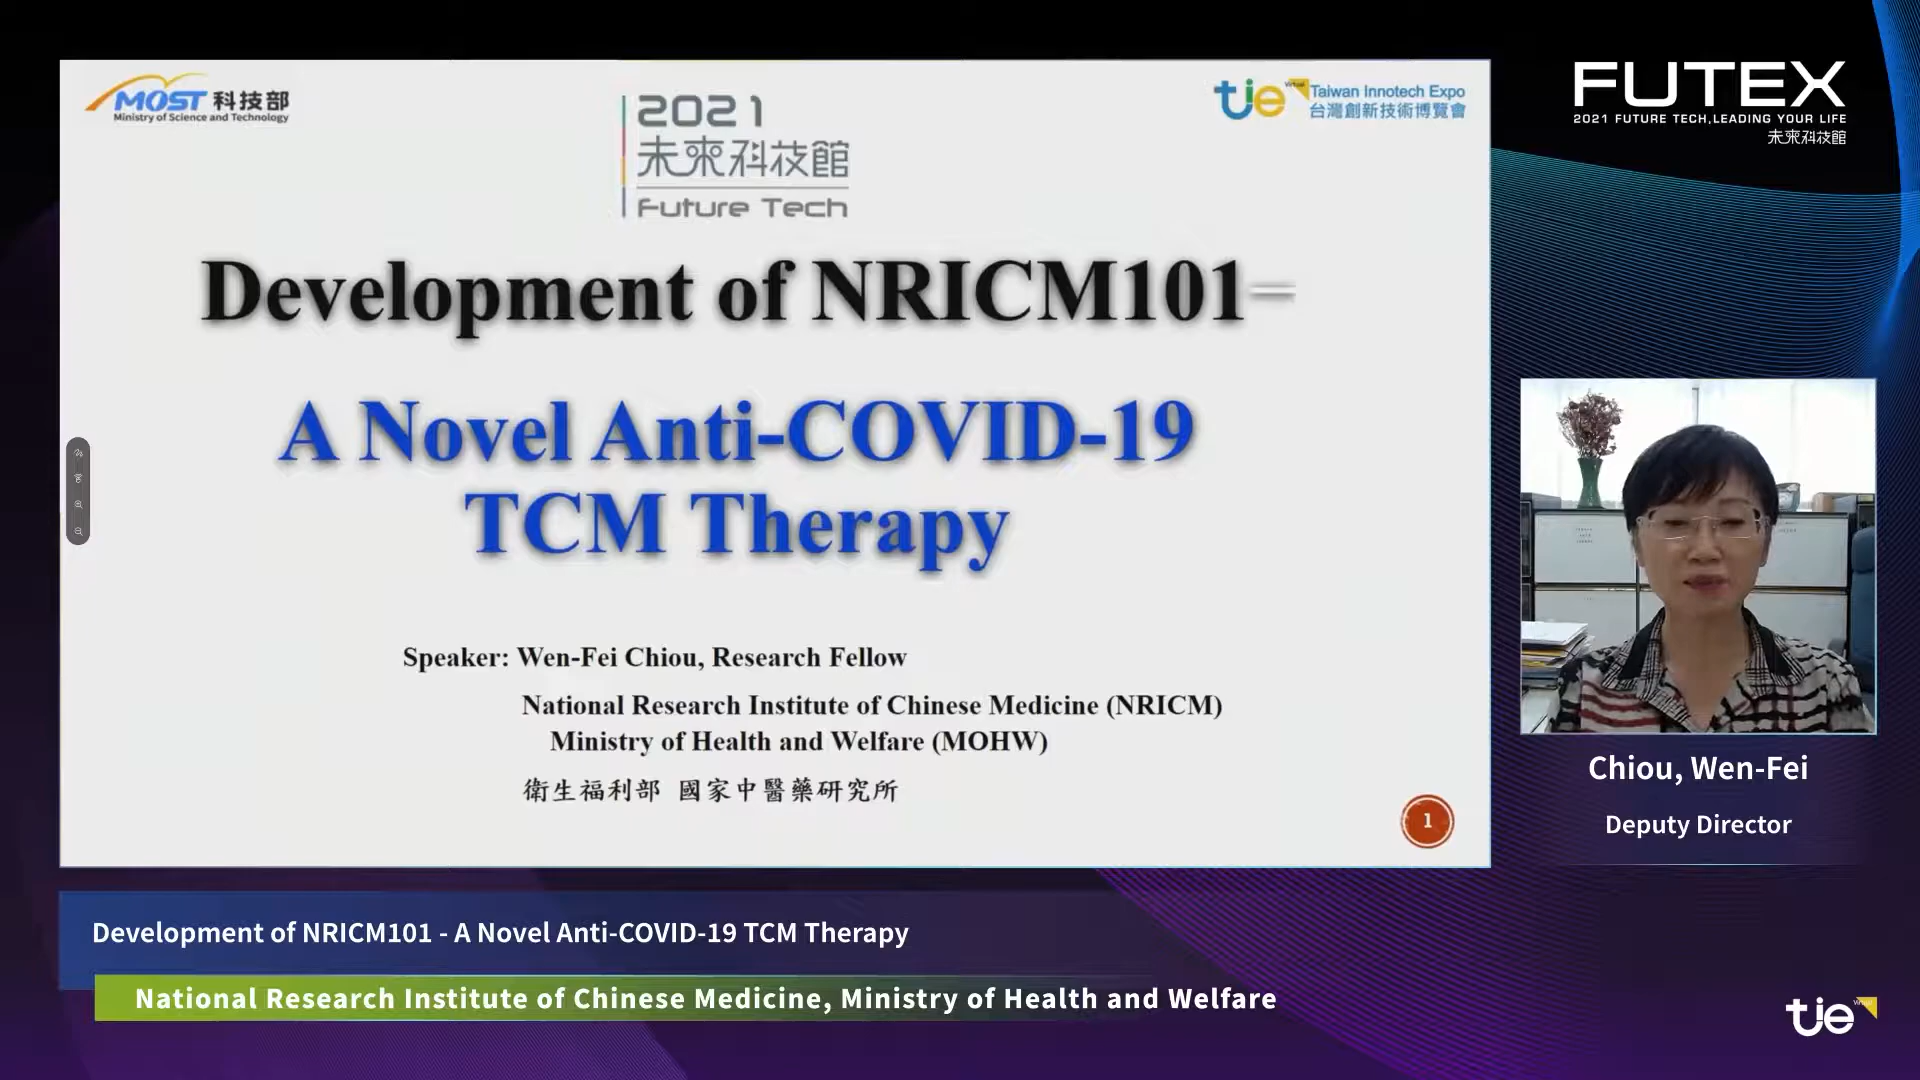 MOST 科技部
Ministry of Science and Technology
2021
未來科技館
Future Tech
tie Virtual Taiwan Innotech Expo
台灣創新技術博覽會
Development of NRICM101–
A Novel Anti-COVID-19
TCM Therapy
Speaker: Wen-Fei Chiou, Research Fellow
National Research Institute of Chinese Medicine (NRICM)
Ministry of Health and Welfare (MOHW)
衛生福利部 國家中醫藥研究所
1
FUTEX
2021 FUTURE TECH,LEADING YOUR LIFE
未來科技館
Chiou, Wen-Fei
Deputy Director
Development of NRICM101 - A Novel Anti-COVID-19 TCM Therapy
National Research Institute of Chinese Medicine, Ministry of Health and Welfare
tie Virtual